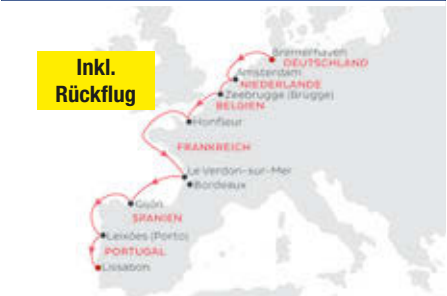 Inkl.
Rückflug
Bremerhaven
DEUTSCHLAND
Amsterdam
NIEDERLANDE
Zeebrugge (Brügge)
BELGIEN
Honfleur
FRANKREICH
Le Verdon-sur-Mer
Bordeaux
Gijón
SPANIEN
Leixões (Porto)
PORTUGAL
Lissabon